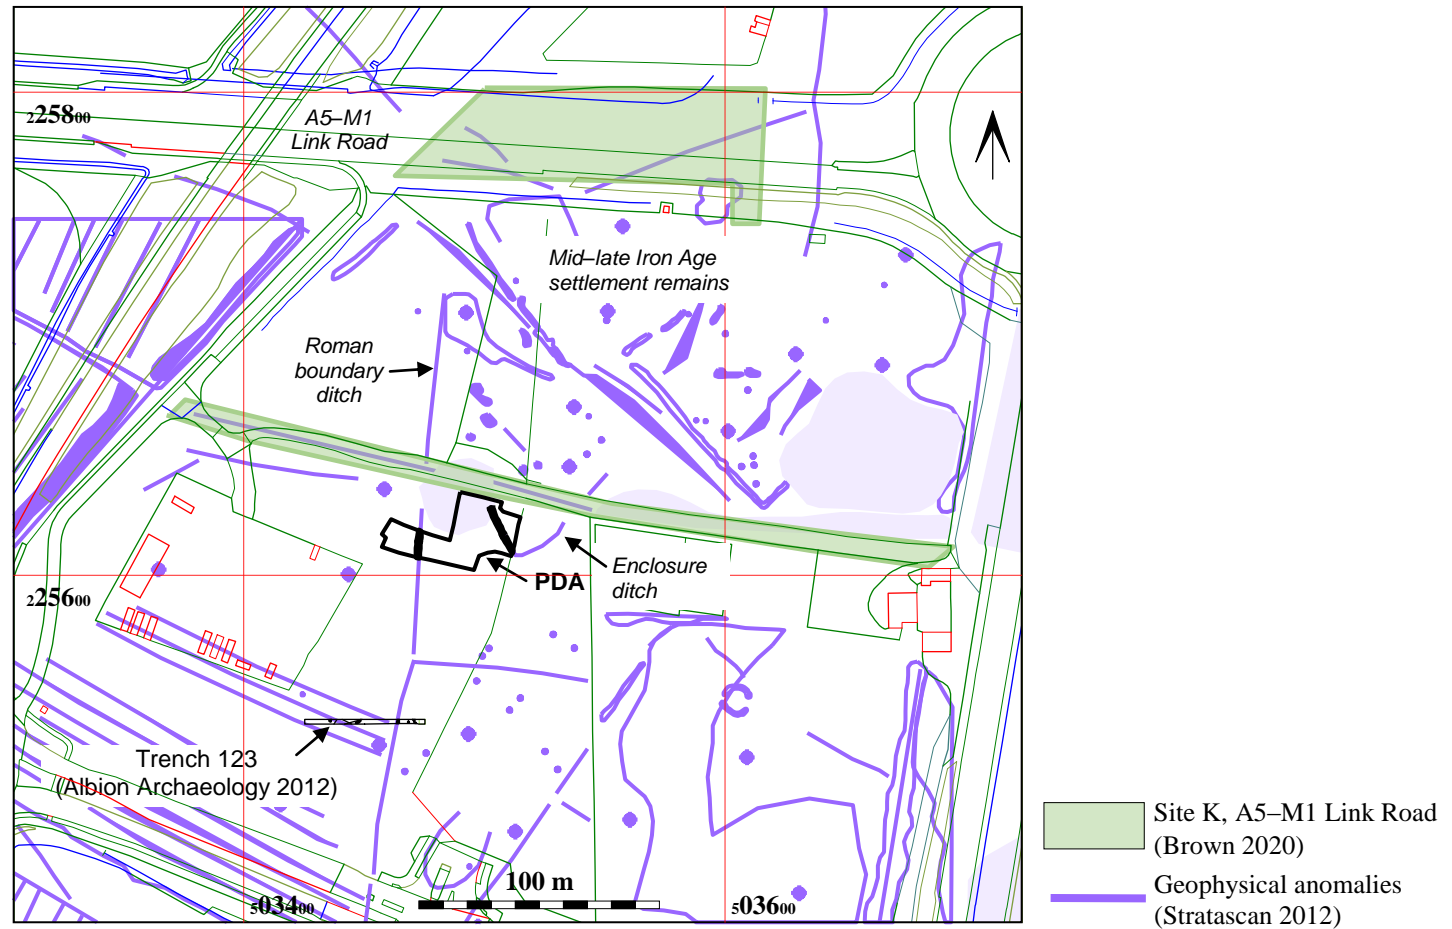 A5–M1
Link Road
₂258₀₀
Mid–late Iron Age
settlement remains
Roman
boundary
ditch
PDA
Enclosure
ditch
₂256₀₀
Trench 123
(Albion Archaeology 2012)
100 m
₅034₀₀
₅036₀₀
Site K, A5–M1 Link Road
(Brown 2020)
Geophysical anomalies
(Stratascan 2012)